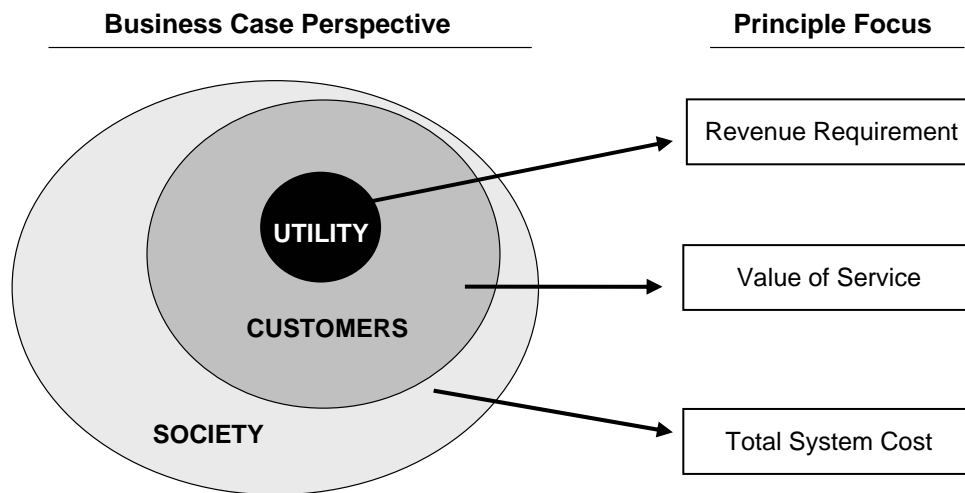 Business Case Perspective
Principle Focus
Revenue Requirement
UTILITY
Value of Service
CUSTOMERS
SOCIETY
Total System Cost